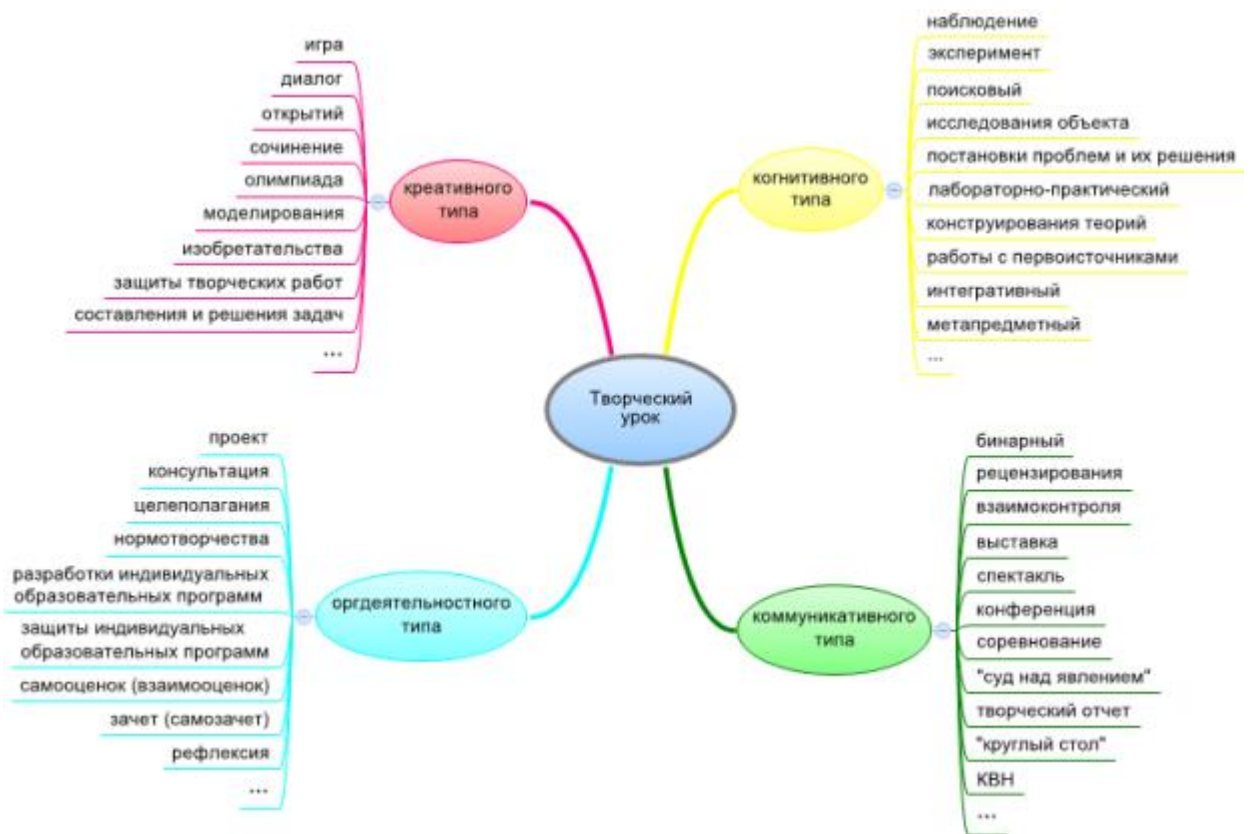 Творческий
урок
креативного
типа
игра
диалог
открытий
сочинение
олимпиада
моделирования
изобретательства
защиты творческих работ
составления и решения задач
...
когнитивного
типа
наблюдение
эксперимент
поисковый
исследования объекта
постановки проблем и их решения
лабораторно-практический
конструирования теорий
работы с первоисточниками
интегративный
метапредметный
...
оргдеятельностного
типа
проект
консультация
целеполагания
нормотворчества
разработки индивидуальных
образовательных программ
защиты индивидуальных
образовательных программ
самооценок (взаимооценок)
зачет (самозачет)
рефлексия
...
коммуникативного
типа
бинарный
рецензирования
взаимоконтроля
выставка
спектакль
конференция
соревнование
"суд над явлением"
творческий отчет
"круглый стол"
КВН
...